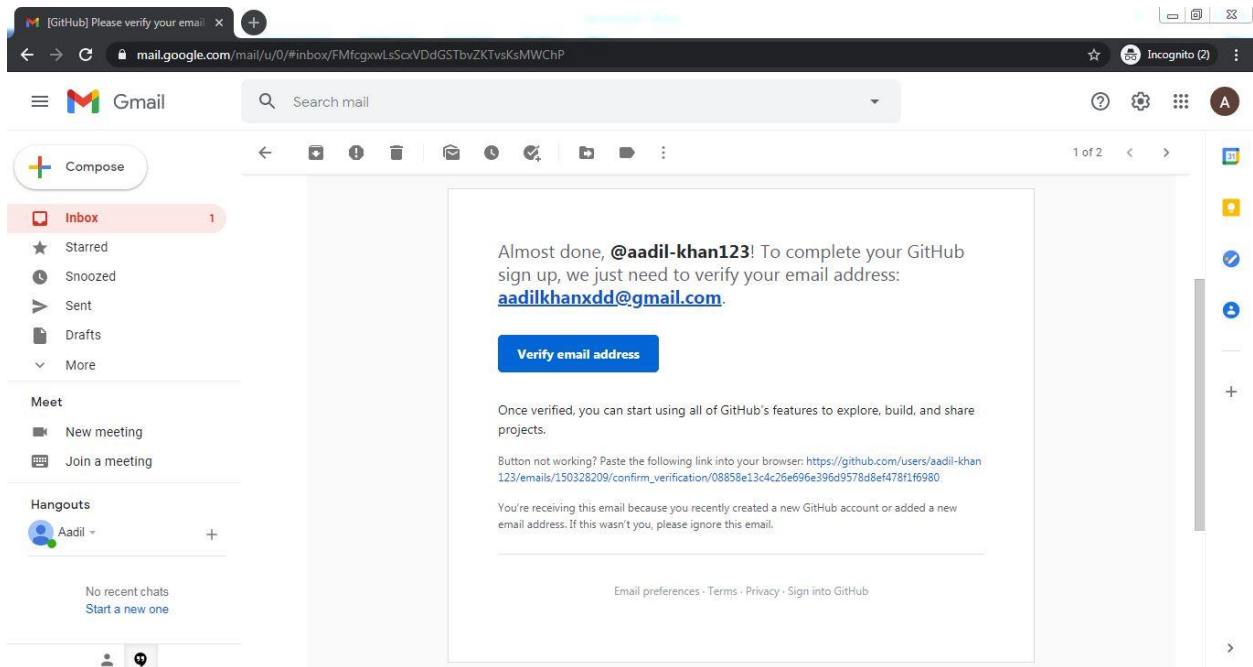 [GitHub] Please verify your email
mail.google.com/mail/u/0/#inbox/FMfcgxwLsScxVDdGSTbvZKTvsKsMWChP
Incognito (2)
Gmail
Search mail
A
Compose
1 of 2
31
Inbox 1
Starred
Snoozed
Sent
Drafts
More
Meet
New meeting
Join a meeting
Hangouts
Aadil
No recent chats
Start a new one
Almost done, @aadil-khan123! To complete your GitHub
sign up, we just need to verify your email address:
aadilkhanxdd@gmail.com.
Verify email address
Once verified, you can start using all of GitHub's features to explore, build, and share
projects.
Button not working? Paste the following link into your browser: https://github.com/users/aadil-khan
123/emails/150328209/confirm_verification/08858e13c4c26e696e396d9578d8ef478f1f6980
You're receiving this email because you recently created a new GitHub account or added a new
email address. If this wasn't you, please ignore this email.
Email preferences · Terms · Privacy · Sign into GitHub